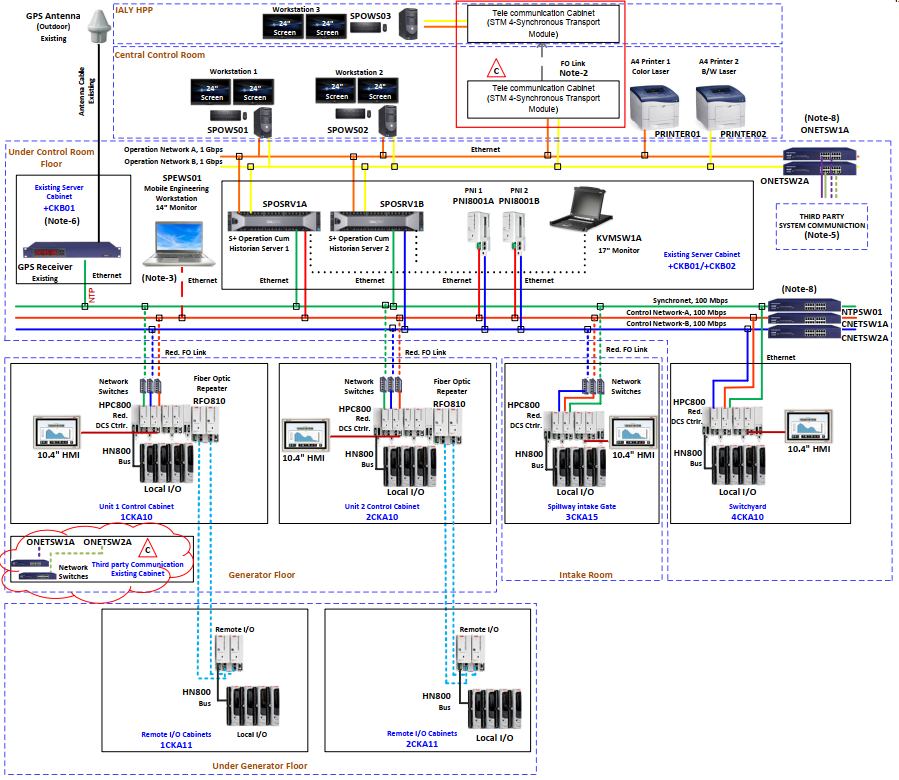 GPS Antenna
(Outdoor)
Existing
IALY HPP
Workstation 3
24"
Screen
24"
Screen
SPOWS03
Tele communication Cabinet
(STM 4-Synchronous Transport
Module)
Central Control Room
C
FO Link
Note-2
Tele communication Cabinet
(STM 4-Synchronous Transport
Module)
Workstation 1
24"
Screen
24"
Screen
SPOWS01
Workstation 2
24"
Screen
24"
Screen
SPOWS02
A4 Printer 1
Color Laser
PRINTER01
A4 Printer 2
B/W Laser
PRINTER02
Antenna Cable
Existing
(Note-8)
ONETSW1A
ONETSW2A
Under Control Room
Floor
Operation Network A, 1 Gbps
Operation Network B, 1 Gbps
Ethernet
Existing Server
Cabinet
+CKB01
(Note-6)
GPS Receiver
Existing
Ethernet
NTP
SPEWS01
Mobile Engineering
Workstation
14" Monitor
(Note-3)
Ethernet
SPOSRV1A
S+ Operation Cum
Historian Server 1
Ethernet
SPOSRV1B
S+ Operation Cum
Historian Server 2
Ethernet
PNI 1
PNI8001A
PNI 2
PNI8001B
Ethernet
Ethernet
KVMSW1A
17" Monitor
Existing Server Cabinet
+CKB01/+CKB02
THIRD PARTY
SYSTEM COMMUNCTION
(Note-5)
(Note-8)
Synchronet, 100 Mbps
Control Network-A, 100 Mbps
Control Network-B, 100 Mbps
NTPSW01
CNETSW1A
CNETSW2A
Ethernet
Red. FO Link
Red. FO Link
Red. FO Link
Network
Switches
Fiber Optic
Repeater
RFO810
HPC800
Red.
DCS Ctrlr.
10.4" HMI
HN800
Bus
Local I/O
Unit 1 Control Cabinet
1CKA10
Network
Switches
Fiber Optic
Repeater
RFO810
HPC800
Red.
DCS Ctrlr.
10.4" HMI
HN800
Bus
Local I/O
Unit 2 Control Cabinet
2CKA10
Network
Switches
HPC800
Red.
DCS Ctrlr.
10.4" HMI
HN800
Bus
Local I/O
Spillway intake Gate
3CKA15
HPC800
Red.
DCS Ctrlr.
10.4" HMI
HN800
Bus
Local I/O
Switchyard
4CKA10
ONETSW1A
ONETSW2A
C
Network
Switches
Third party Communication
Existing Cabinet
Generator Floor
Intake Room
Remote I/O
HN800
Bus
Local I/O
Remote I/O Cabinets
1CKA11
Remote I/O
HN800
Bus
Local I/O
Remote I/O Cabinets
2CKA11
Under Generator Floor